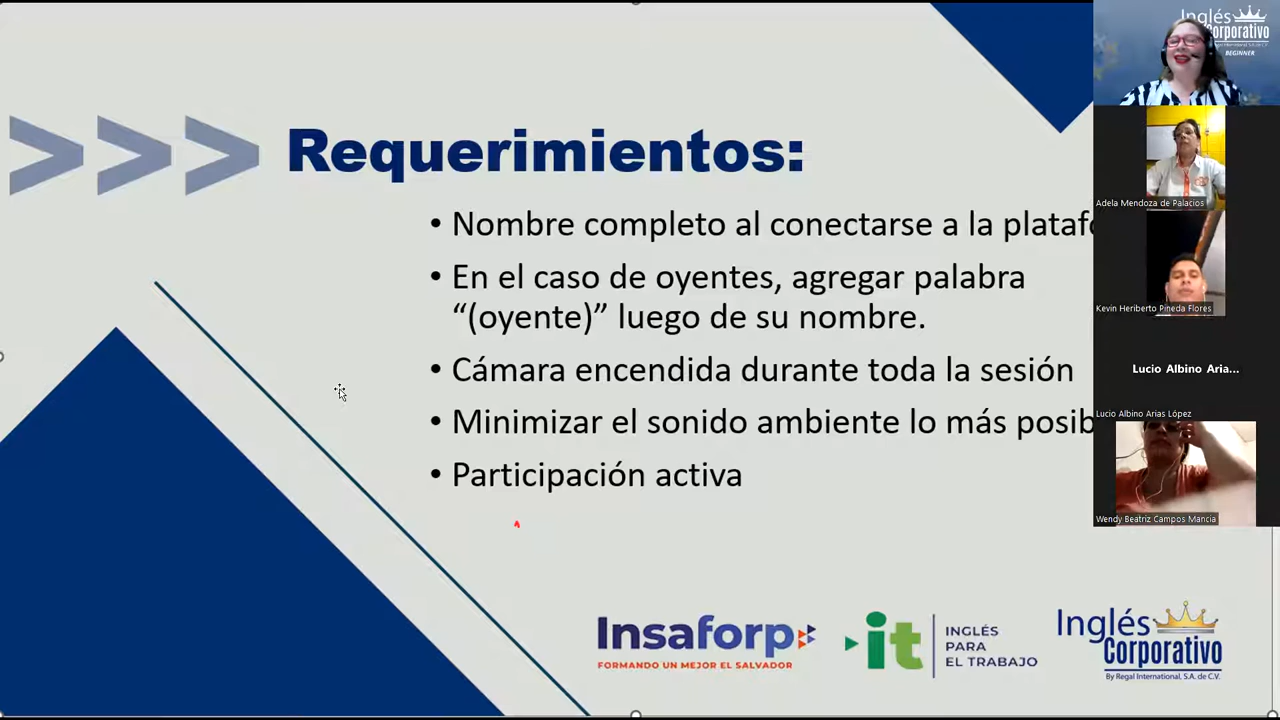 Requerimientos:
• Nombre completo al conectarse a la plataf
• En el caso de oyentes, agregar palabra
“(oyente)” luego de su nombre.
• Cámara encendida durante toda la sesión
• Minimizar el sonido ambiente lo más posib
• Participación activa
Insaforp
FORMANDO UN MEJOR EL SALVADOR
it
INGLÉS
PARA
EL TRABAJO
Inglés
Corporativo
By Regal International, S.A. de C.V.
Inglés
Corporativo
BEGINNER
Adela Mendoza de Palacios
Kevin Heriberto Pineda Flores
Lucio Albino Aria...
Lucio Albino Arias López
Wendy Beatriz Campos Mancia